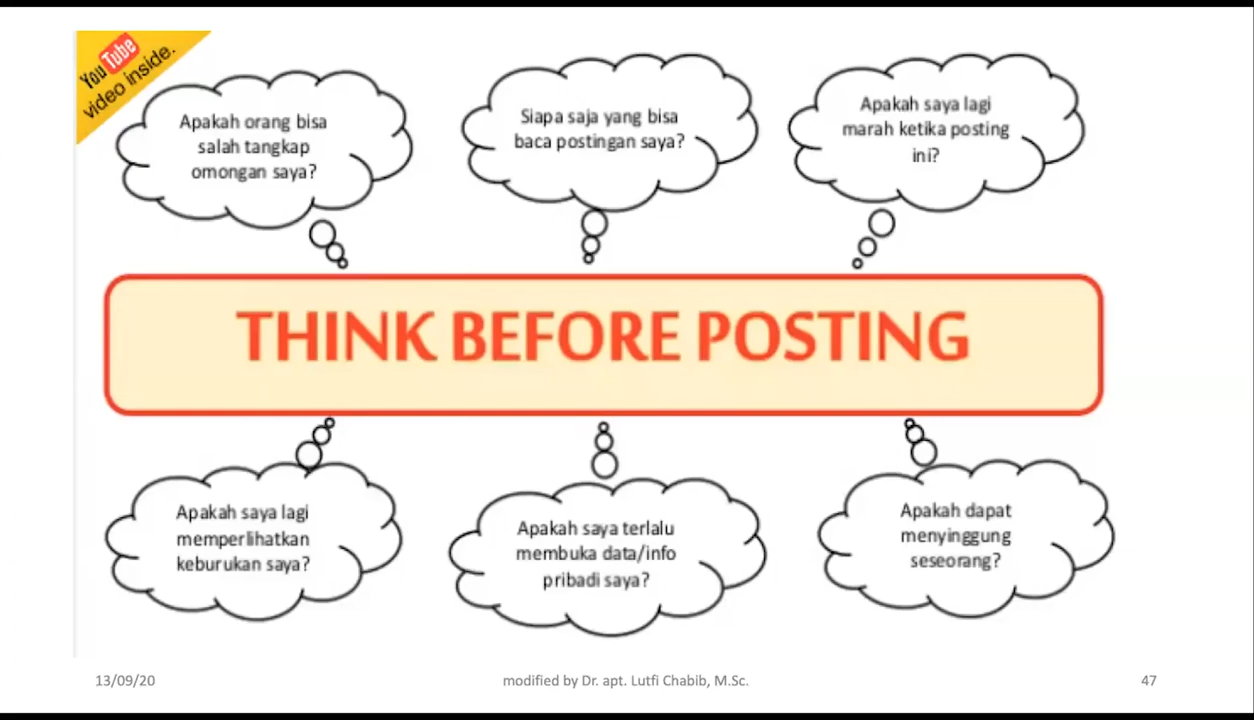 YouTube
video inside.
Apakah orang bisa
salah tangkap
omongan saya?
Siapa saja yang bisa
baca postingan saya?
Apakah saya lagi
marah ketika posting
ini?
THINK BEFORE POSTING
Apakah saya lagi
memperlihatkan
keburukan saya?
Apakah saya terlalu
membuka data/info
pribadi saya?
Apakah dapat
menyinggung
seseorang?
13/09/20
modified by Dr. apt. Lutfi Chabib, M.Sc.
47